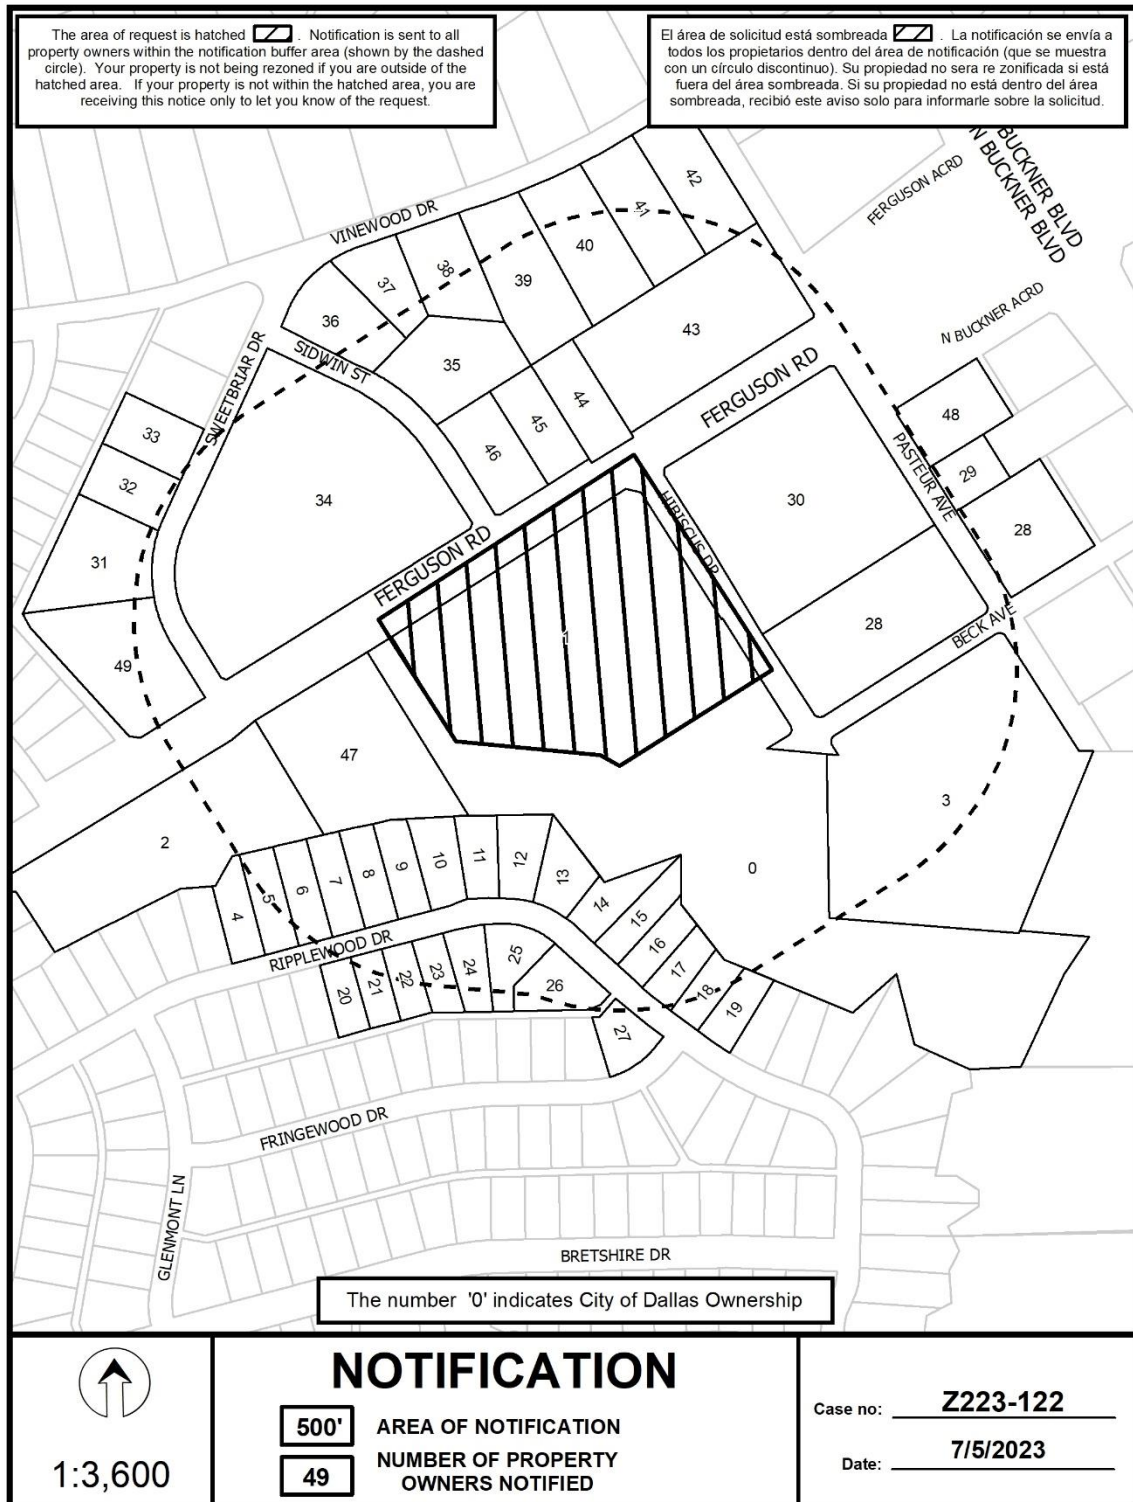 The area of request is hatched . Notification is sent to all
property owners within the notification buffer area (shown by the dashed
circle). Your property is not being rezoned if you are outside of the
hatched area. If your property is not within the hatched area, you are
receiving this notice only to let you know of the request.
El área de solicitud está sombreada . La notificación se envía a
todos los propietarios dentro del área de notificación (que se muestra
con un círculo discontinuo). Su propiedad no sera re zonificada si está
fuera del área sombreada. Si su propiedad no está dentro del área
sombreada, recibió este aviso solo para informarle sobre la solicitud.
BUCKNER BLVD
N BUCKNER BLVD
FERGUSON ACRD
VINEWOOD DR
42
41
40
39
38
37
36
N BUCKNER ACRD
SIDWIN ST
SWEETBRIAR DR
35
43
FERGUSON RD
44
45
46
48
29
28
PASTEUR AVE
33
32
31
34
30
HIBISCUS DR
FERGUSON RD
1
28
BECK AVE
49
47
2
3
0
4
5
6
7
8
9
10
11
12
13
14
15
16
17
18
19
RIPPLEWOOD DR
20
21
22
23
24
25
26
27
FRINGEWOOD DR
GLENMONT LN
BRETSHIRE DR
The number '0' indicates City of Dallas Ownership
1:3,600
NOTIFICATION
500' AREA OF NOTIFICATION
49 NUMBER OF PROPERTY
OWNERS NOTIFIED
Case no: Z223-122
Date: 7/5/2023